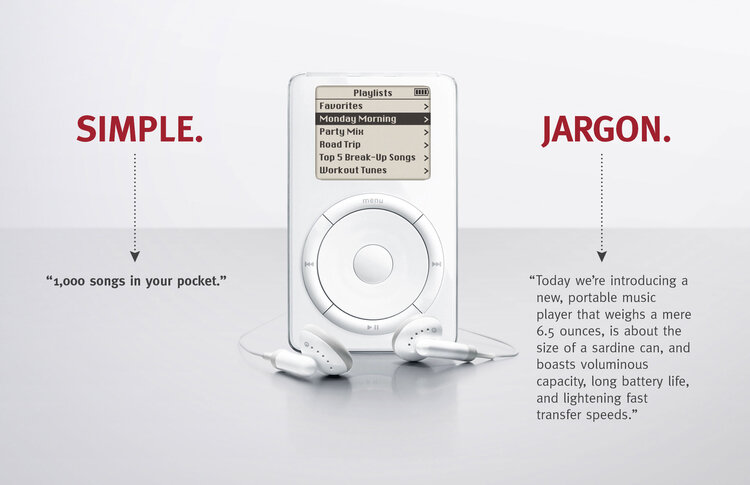 SIMPLE.
“1,000 songs in your pocket.”
Playlists
Favorites >
Monday Morning >
Party Mix >
Road Trip >
Top 5 Break-Up Songs >
Workout Tunes >
menu
JARGON.
“Today we’re introducing a
new, portable music
player that weighs a mere
6.5 ounces, is about the
size of a sardine can, and
boasts voluminous
capacity, long battery life,
and lightening fast
transfer speeds.”